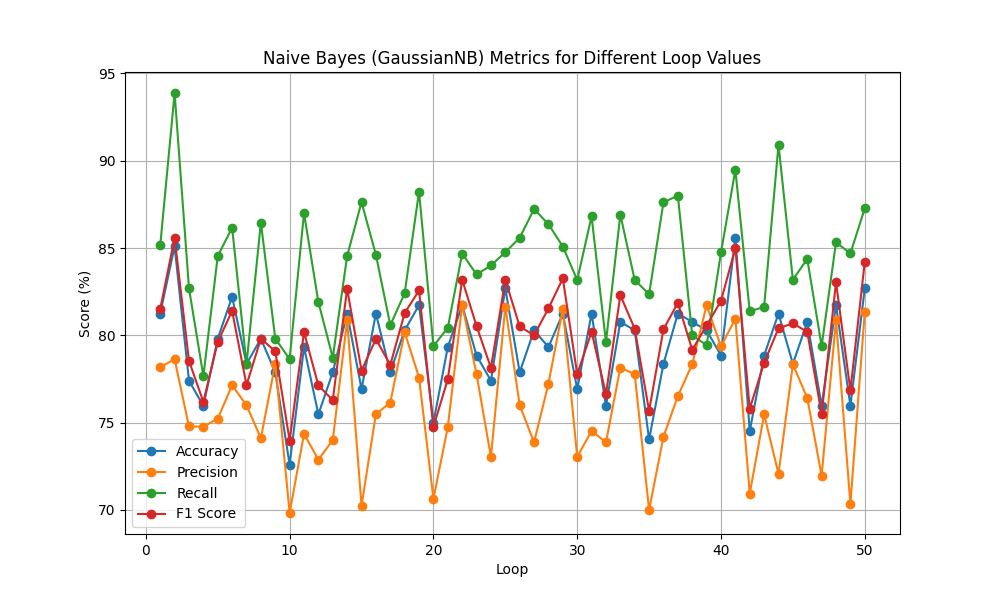 Naive Bayes (GaussianNB) Metrics for Different Loop Values
Score (%)
95
90
85
80
75
70
Accuracy
Precision
Recall
F1 Score
0
10
20
30
40
50
Loop